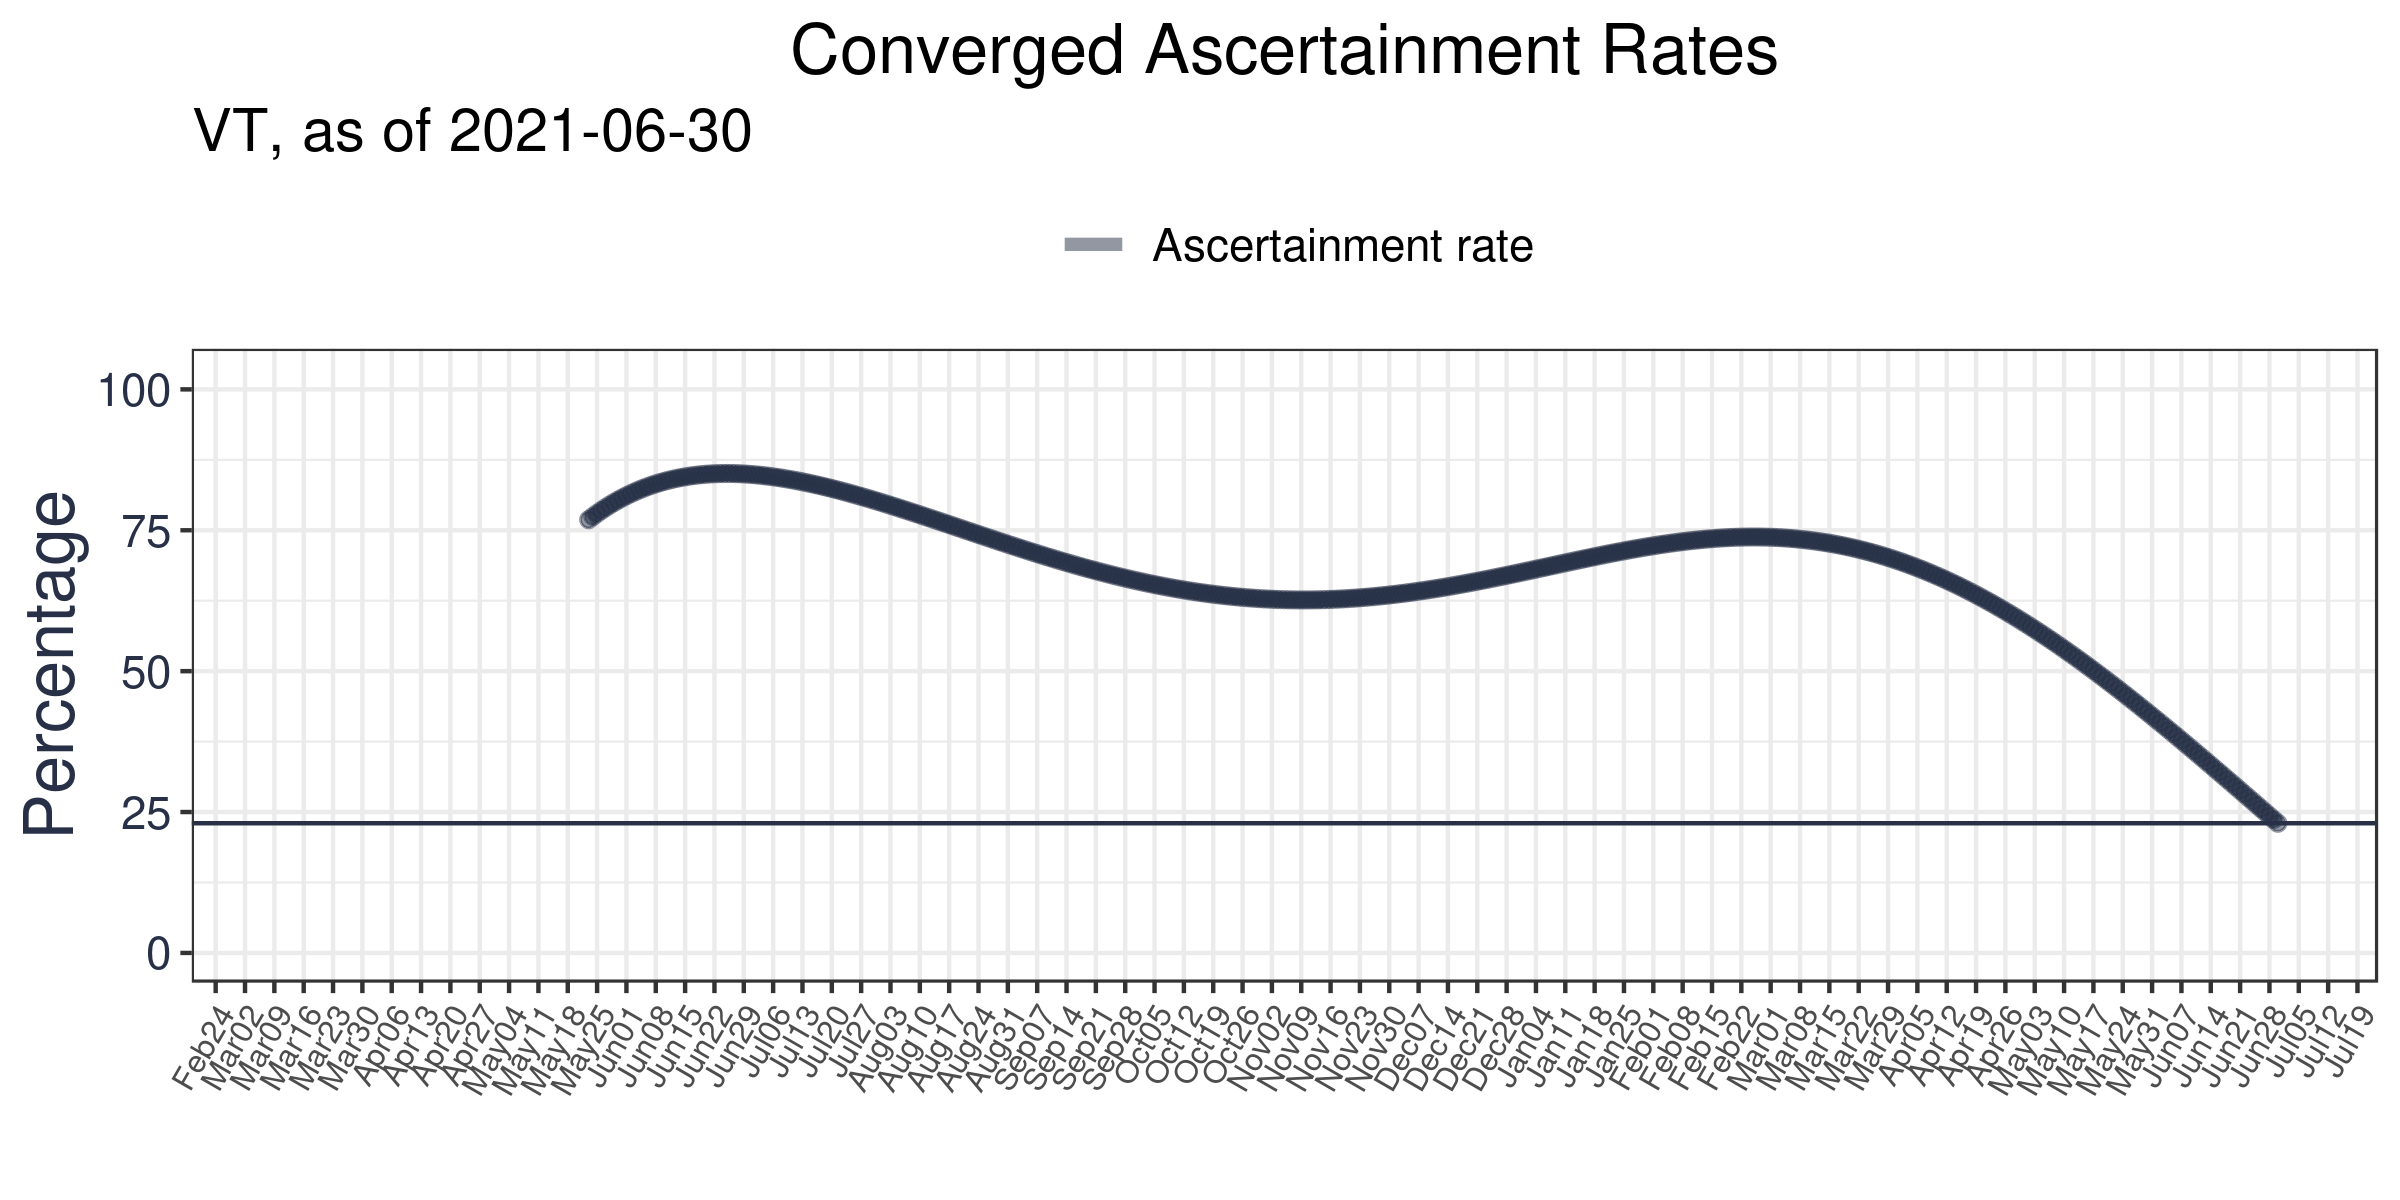 Converged Ascertainment Rates
VT, as of 2021-06-30
Ascertainment rate
Percentage
100
75
50
25
0
Feb24 Mar02 Mar09 Mar16 Mar23 Mar30 Apr06 Apr13 Apr20 Apr27 May04 May11 May18 May25 Jun01 Jun08 Jun15 Jun22 Jun29 Jul06 Jul13 Jul20 Jul27 Aug03 Aug10 Aug17 Aug24 Aug31 Sep07 Sep14 Sep21 Sep28 Oct05 Oct12 Oct19 Oct26 Nov02 Nov09 Nov16 Nov23 Nov30 Dec07 Dec14 Dec21 Dec28 Jan04 Jan11 Jan18 Jan25 Feb01 Feb08 Feb15 Feb22 Mar01 Mar08 Mar15 Mar22 Mar29 Apr05 Apr12 Apr19 Apr26 May03 May10 May17 May24 May31 Jun07 Jun14 Jun21 Jun28 Jul05 Jul12 Jul19